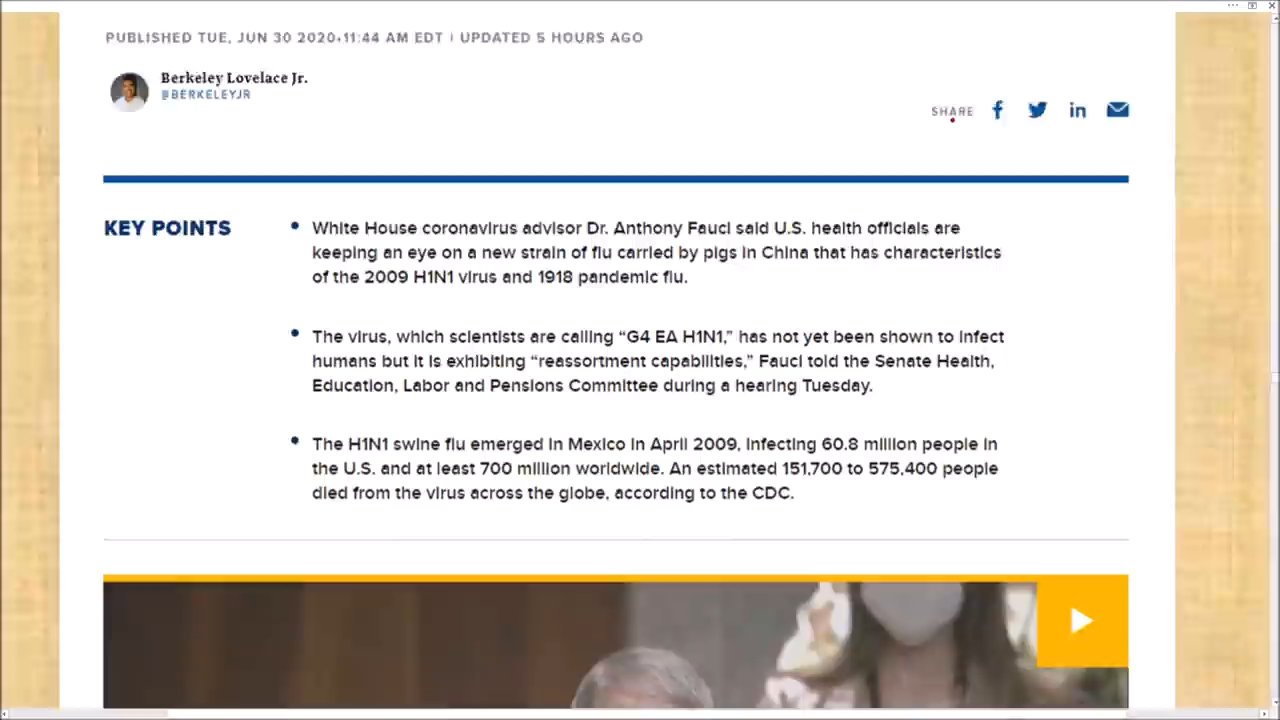 PUBLISHED TUE, JUN 30 2020•11:44 AM EDT | UPDATED 5 HOURS AGO
Berkeley Lovelace Jr.
@BERKELEYJR
SHARE
KEY POINTS
• White House coronavirus advisor Dr. Anthony Fauci said U.S. health officials are
keeping an eye on a new strain of flu carried by pigs in China that has characteristics
of the 2009 H1N1 virus and 1918 pandemic flu.
• The virus, which scientists are calling “G4 EA H1N1,” has not yet been shown to infect
humans but it is exhibiting “reassortment capabilities,” Fauci told the Senate Health,
Education, Labor and Pensions Committee during a hearing Tuesday.
• The H1N1 swine flu emerged in Mexico in April 2009, infecting 60.8 million people in
the U.S. and at least 700 million worldwide. An estimated 151,700 to 575,400 people
died from the virus across the globe, according to the CDC.